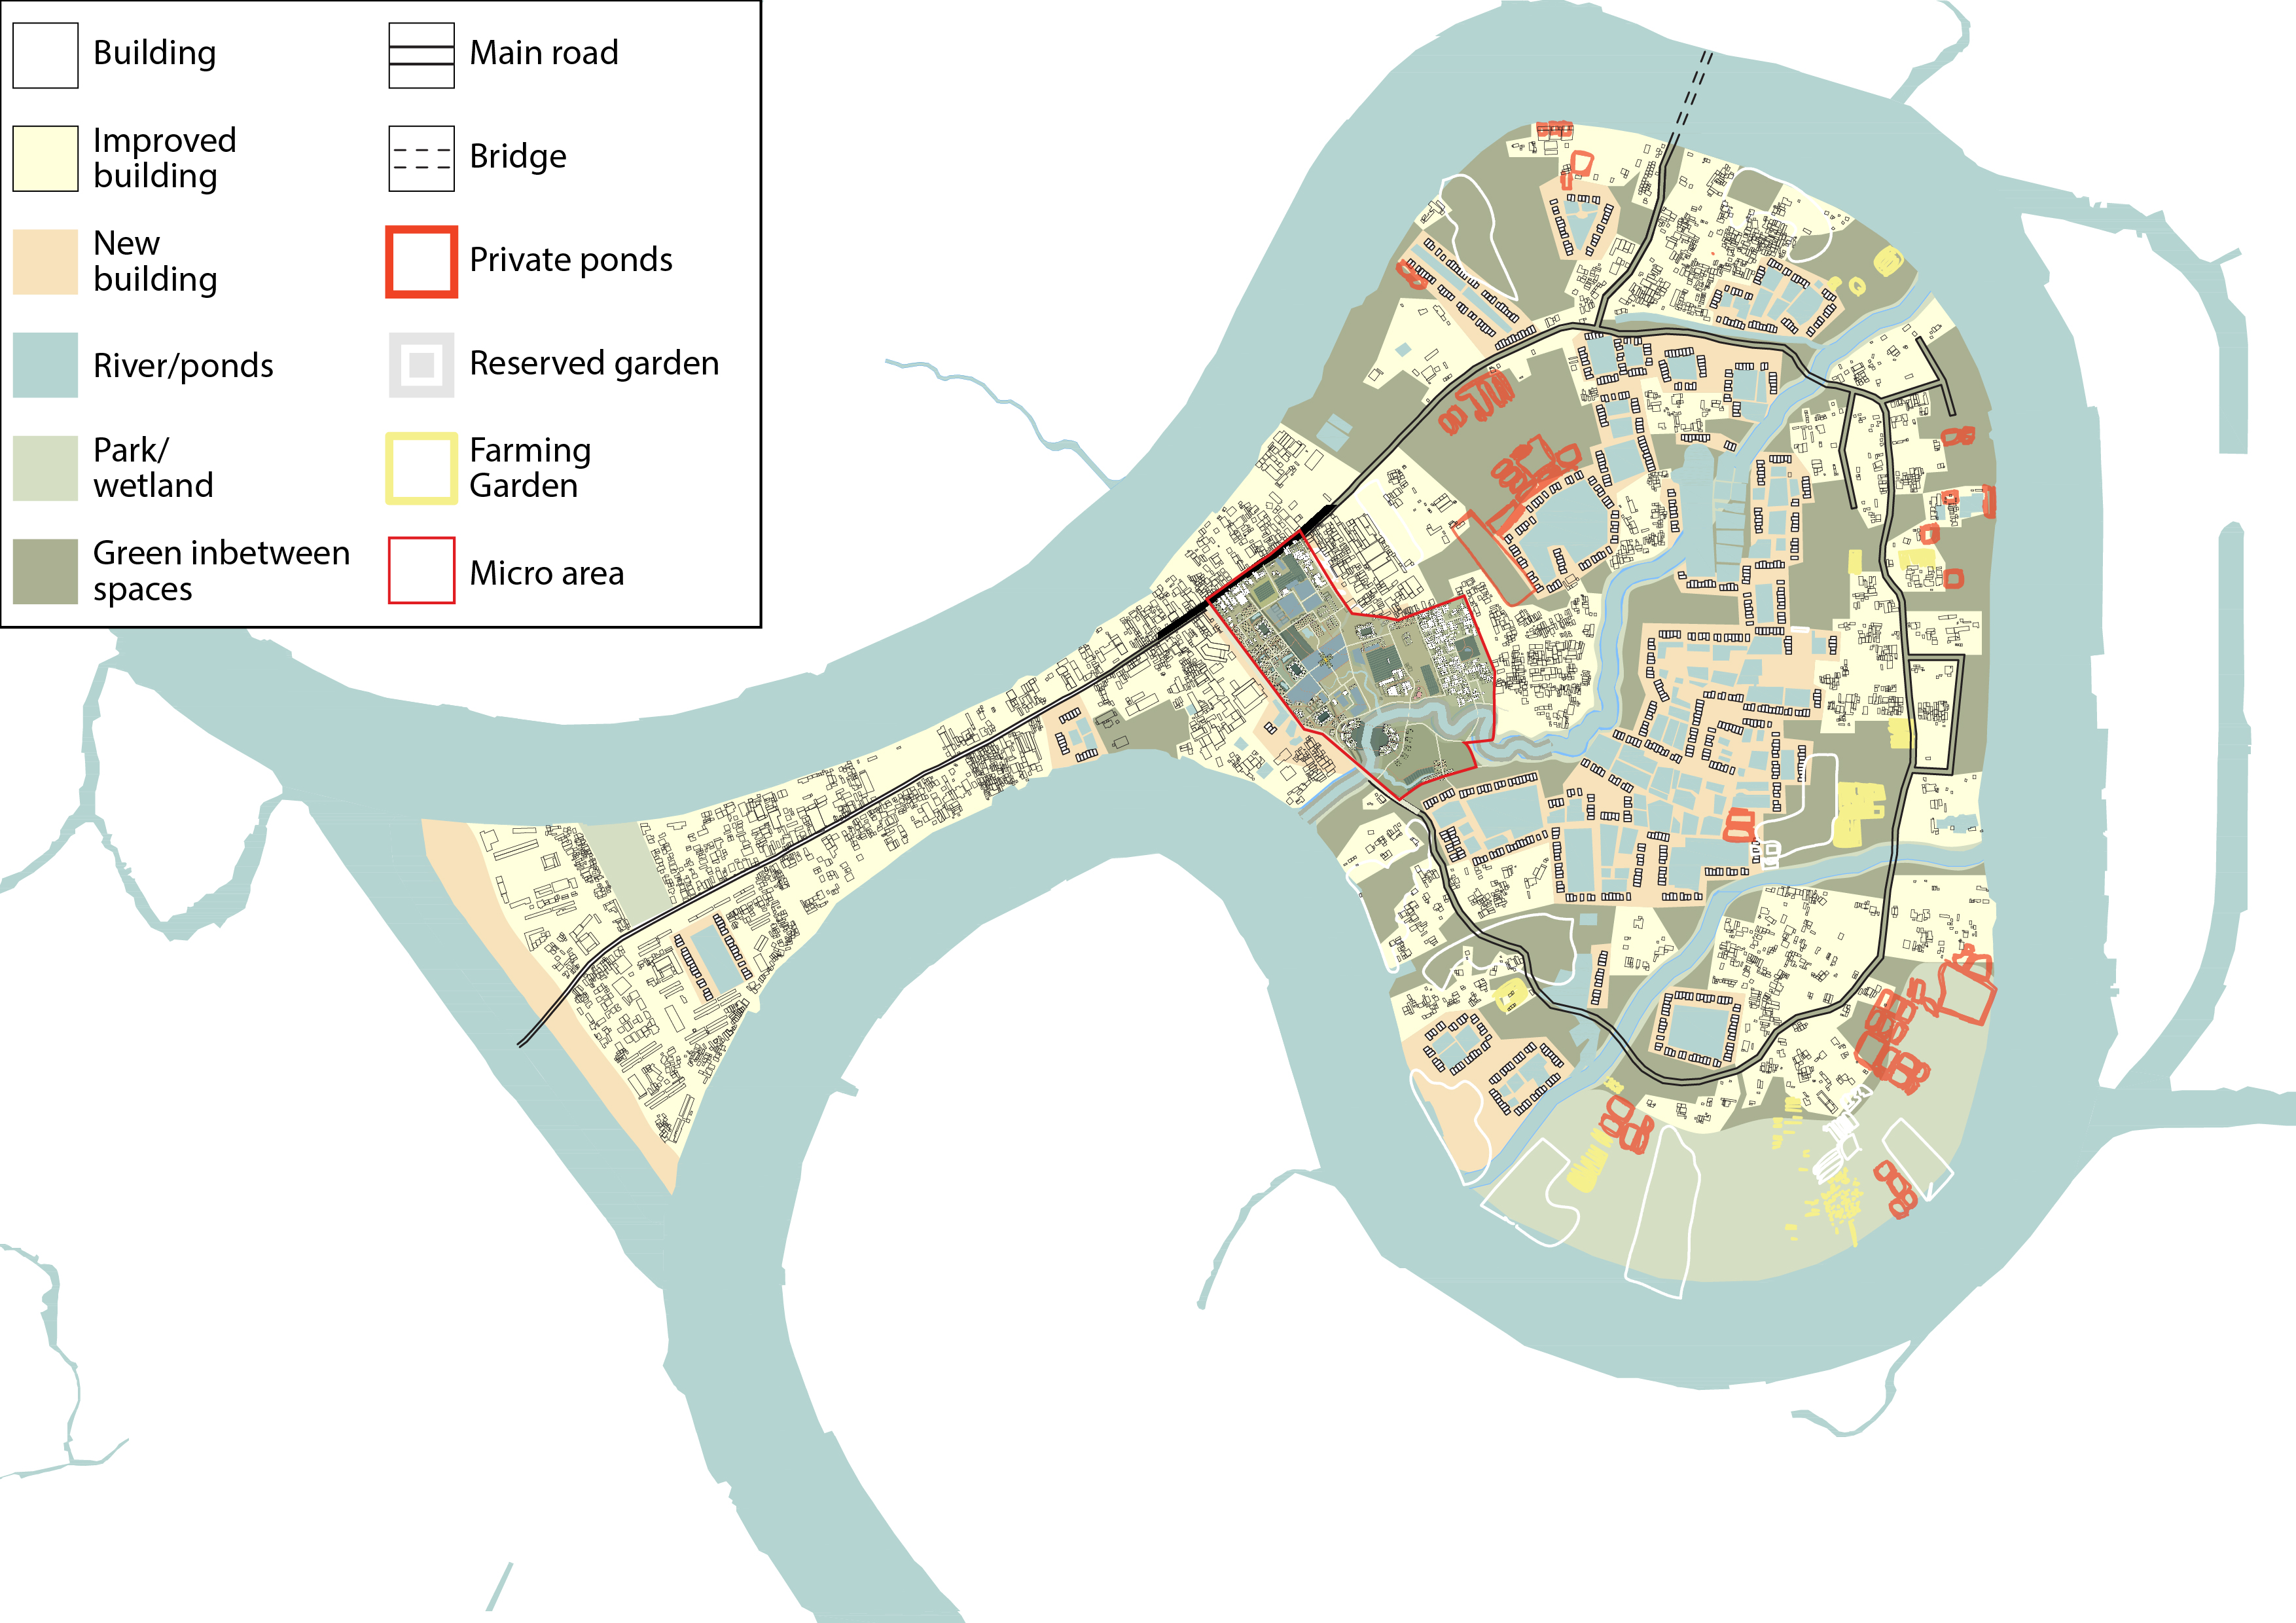 Building
Improved
building
New
building
River/ponds
Park/
wetland
Green inbetween
spaces
Main road
Bridge
Private ponds
Reserved garden
Farming
Garden
Micro area